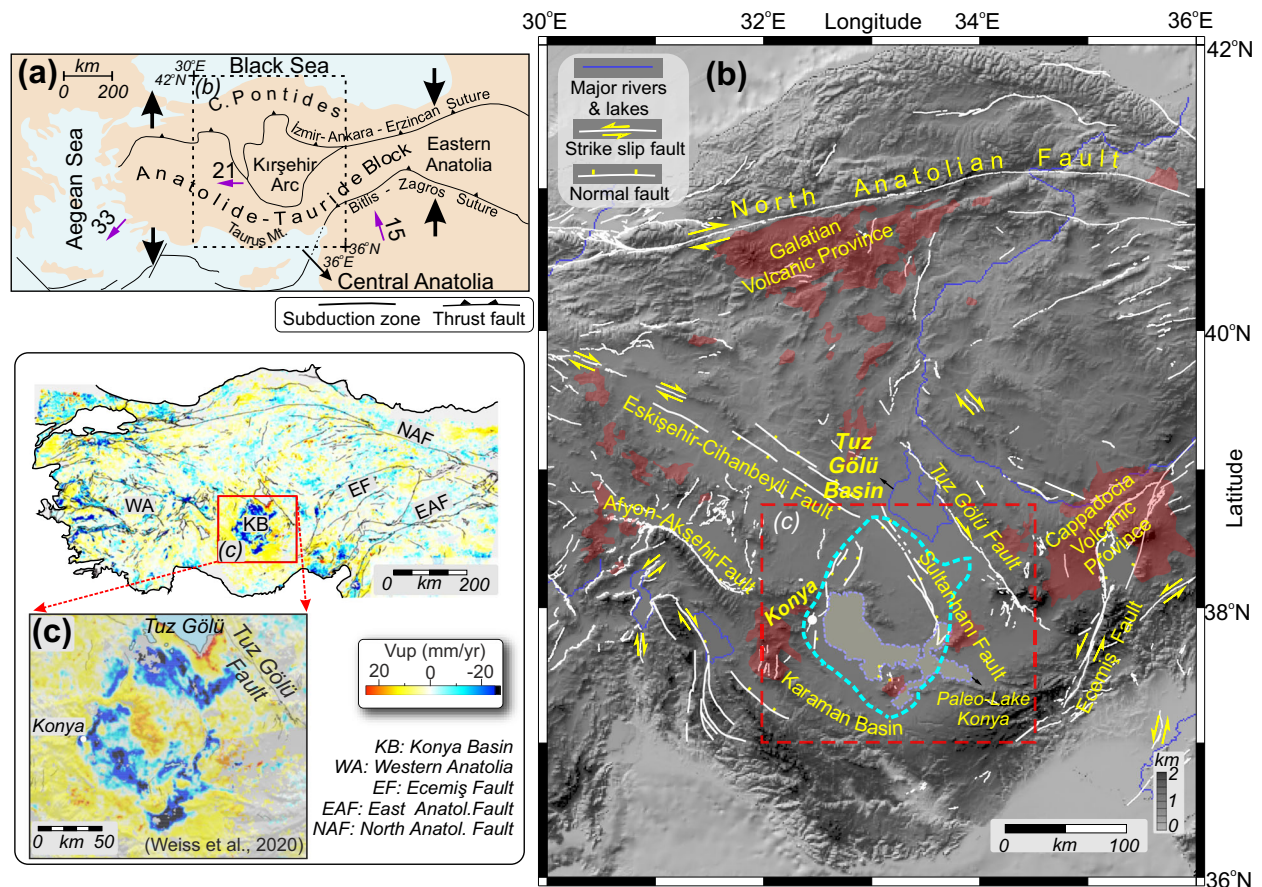 (a)
km
0 200
30°E
42°N
(b)
Black Sea
C. Pontides
İzmir- Ankara - Erzincan Suture
Aegean Sea
Anatolide-Tauride Block
21
Kırşehir
Arc
Eastern
Anatolia
Bitlis - Zagros Suture
33
15
Taurus Mt.
36°N
36°E
Central Anatolia
Subduction zone
Thrust fault
NAF
EF
EAF
WA
KB
(c)
0 km 200
(c)
Tuz Gölü
Tuz Gölü
Fault
Konya
0 km 50
(Weiss et al., 2020)
Vup (mm/yr)
20 0 -20
KB: Konya Basin
WA: Western Anatolia
EF: Ecemiş Fault
EAF: East Anatol.Fault
NAF: North Anatol. Fault
30°E 32°E Longitude 34°E 36°E
42°N
(b)
Major rivers
& lakes
Strike slip fault
Normal fault
North Anatolian Fault
Galatian
Volcanic Province
40°N
Eskişehir-Cihanbeyli Fault
Tuz
Gölü
Basin
Tuz Gölü Fault
Latitude
Afyon-Akşehir Fault
(c)
Cappadocia
Volcanic
Province
Sultanhanı Fault
Konya
38°N
Karaman Basin
Paleo-Lake
Konya
Ecemiş Fault
km
2
1
0
km
0 100
36°N